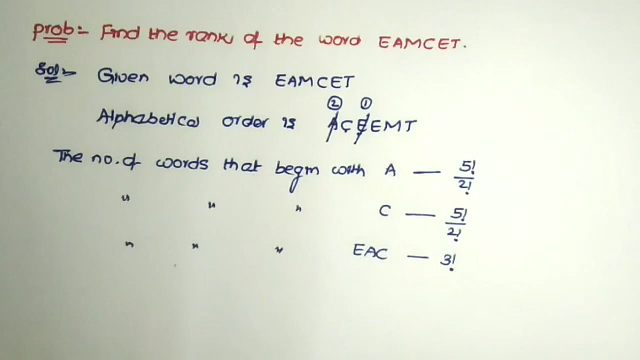 prob:- Find the rank of the word EAMCET.
Sol:- Given word is EAMCET
② ①
Alphabetical order is A C E E M T
The no. of words that begin with A — 5!/2!
" " " C — 5!/2!
" " " EAC — 3!